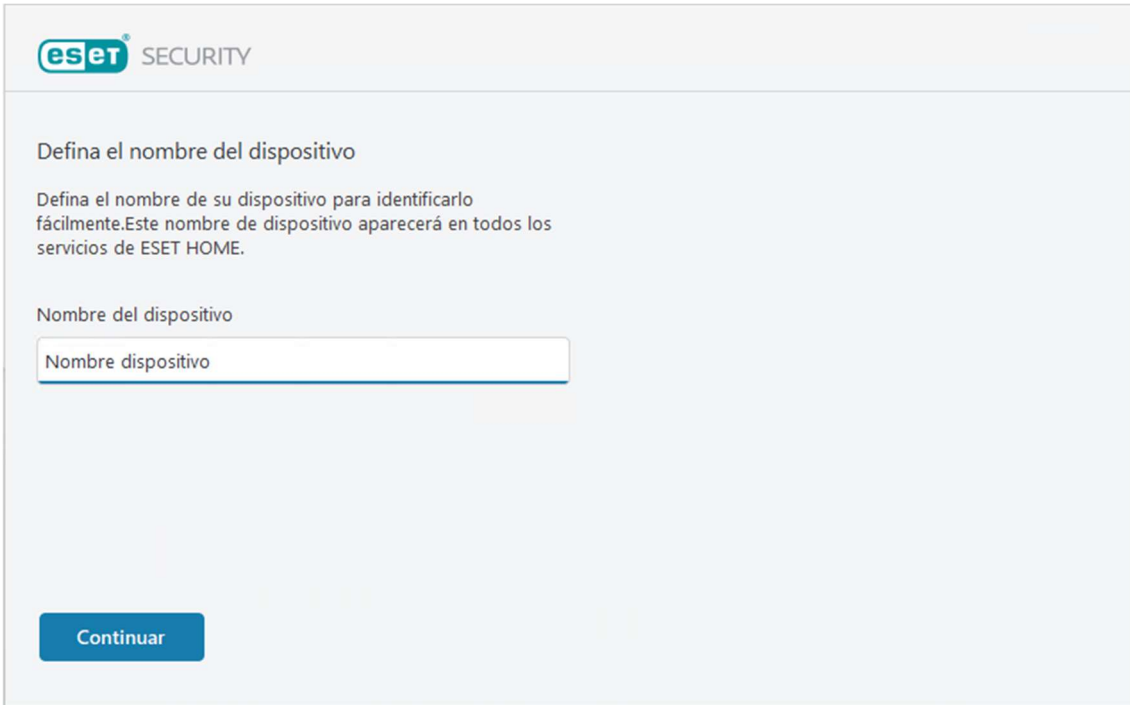 eset® SECURITY
Defina el nombre del dispositivo
Defina el nombre de su dispositivo para identificarlo
fácilmente.Este nombre de dispositivo aparecerá en todos los
servicios de ESET HOME.
Nombre del dispositivo
Nombre dispositivo
Continuar